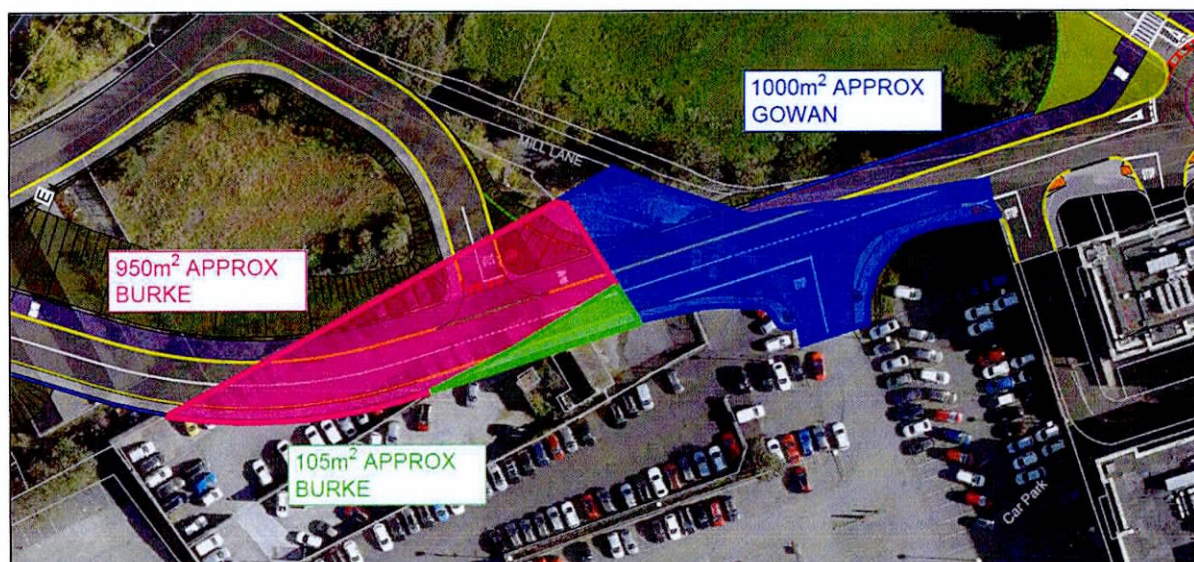 1000m² APPROX
GOWAN
MILL LANE
950m² APPROX
BURKE
105m² APPROX
BURKE
Car Park
E